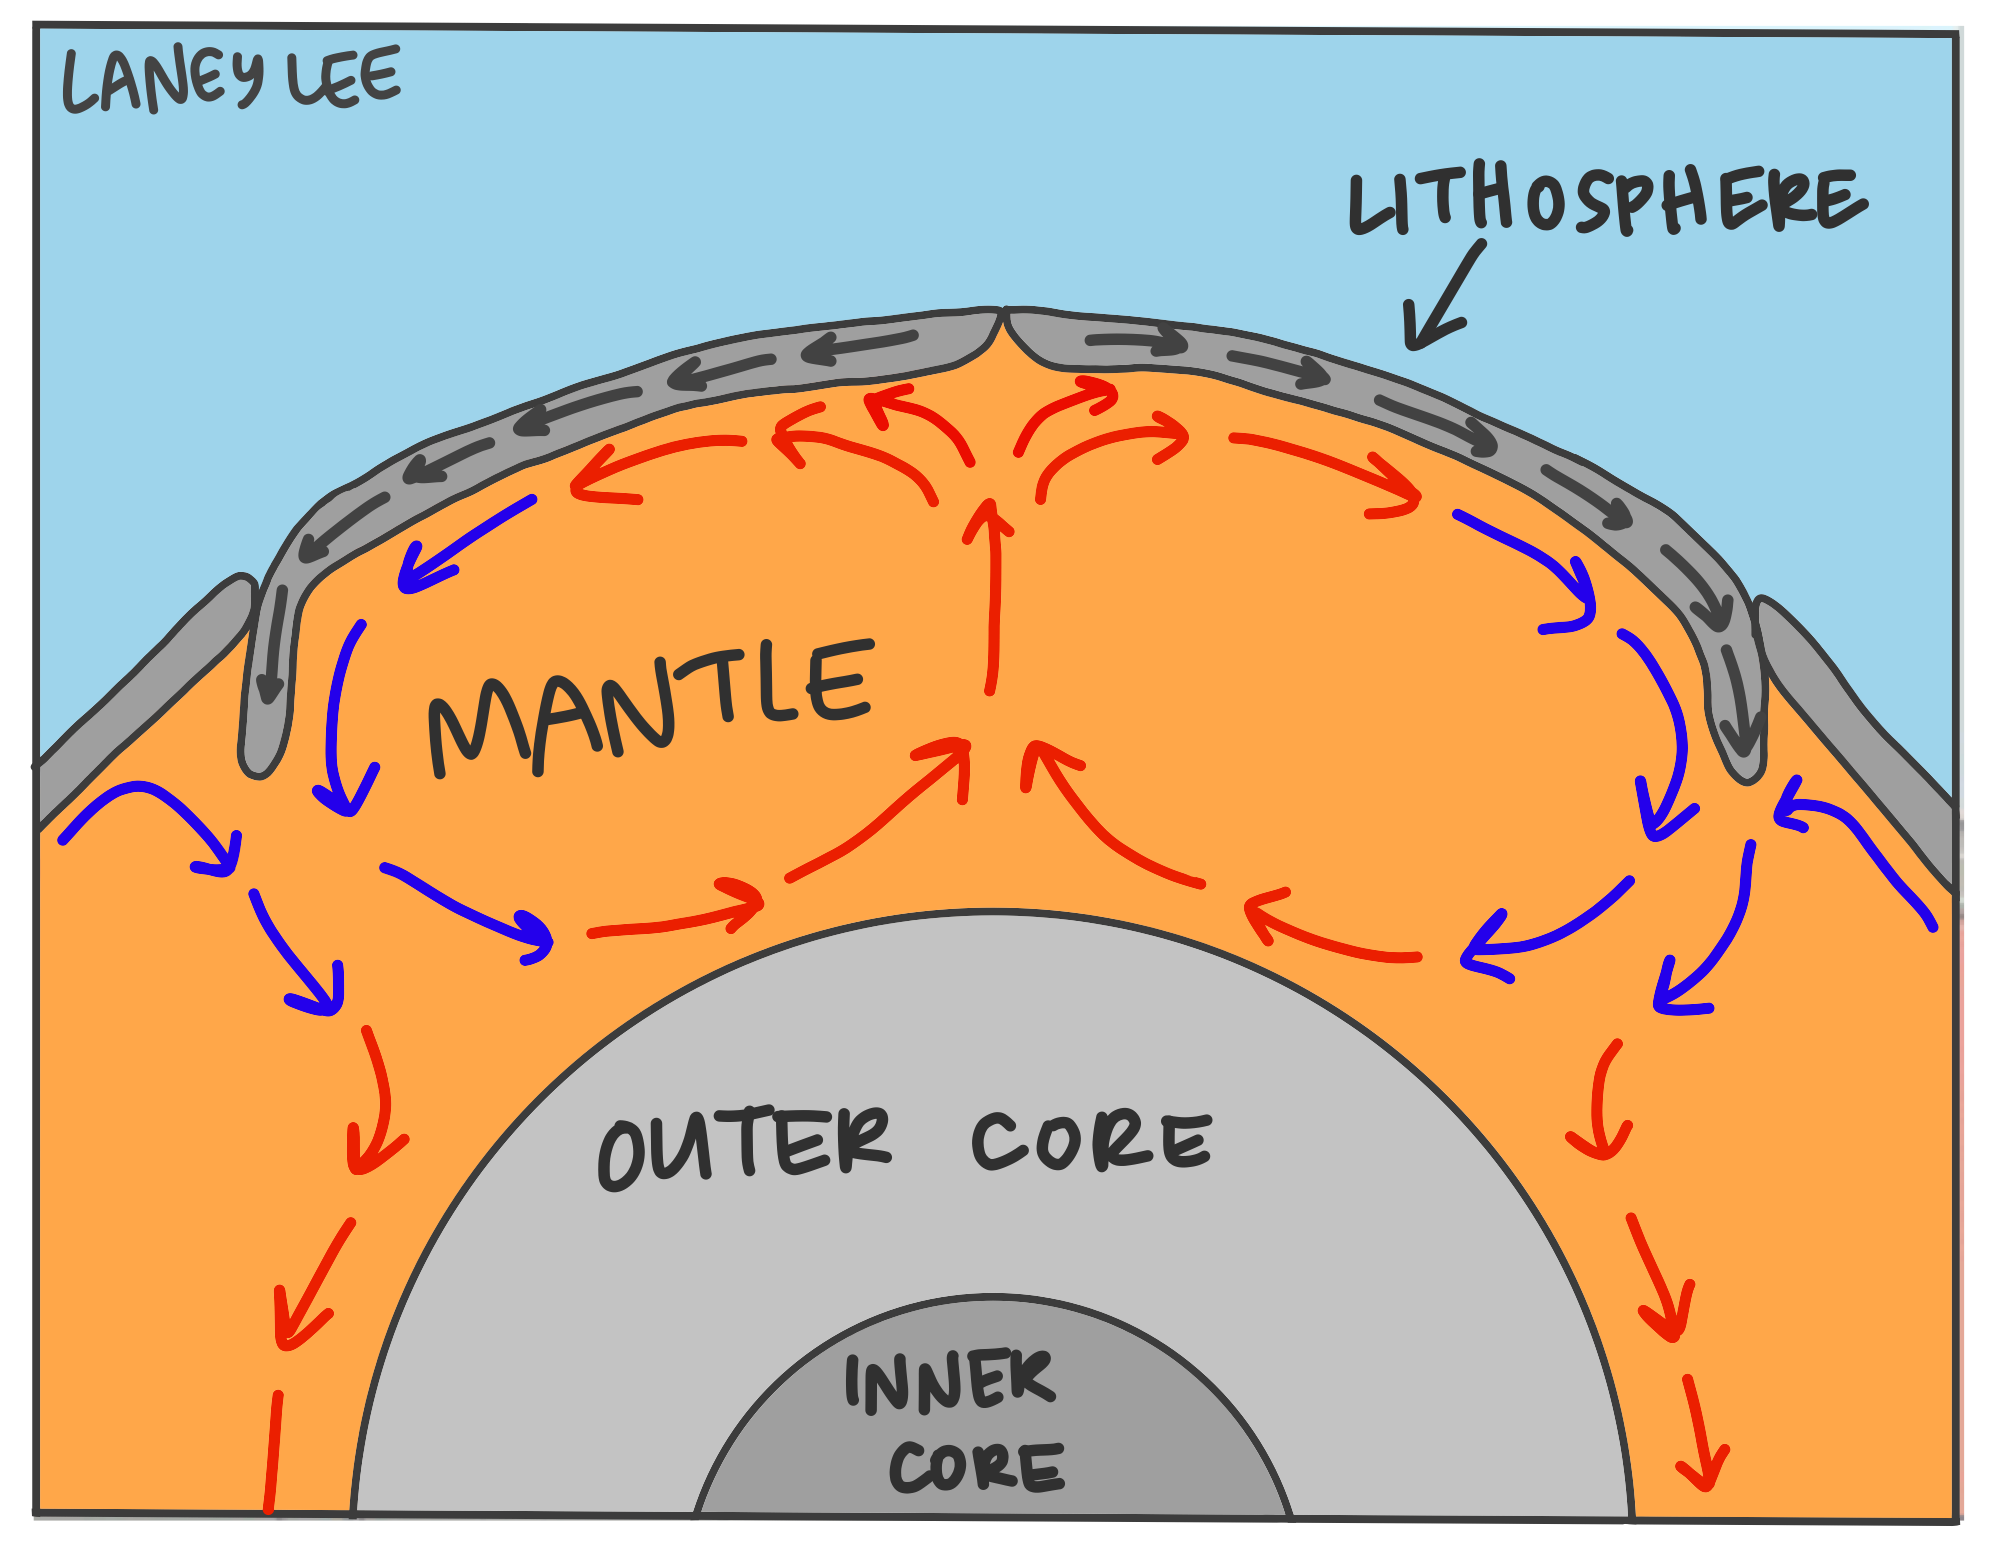 LANEY LEE
LITHOSPHERE
MANTLE
OUTER CORE
INNER
CORE